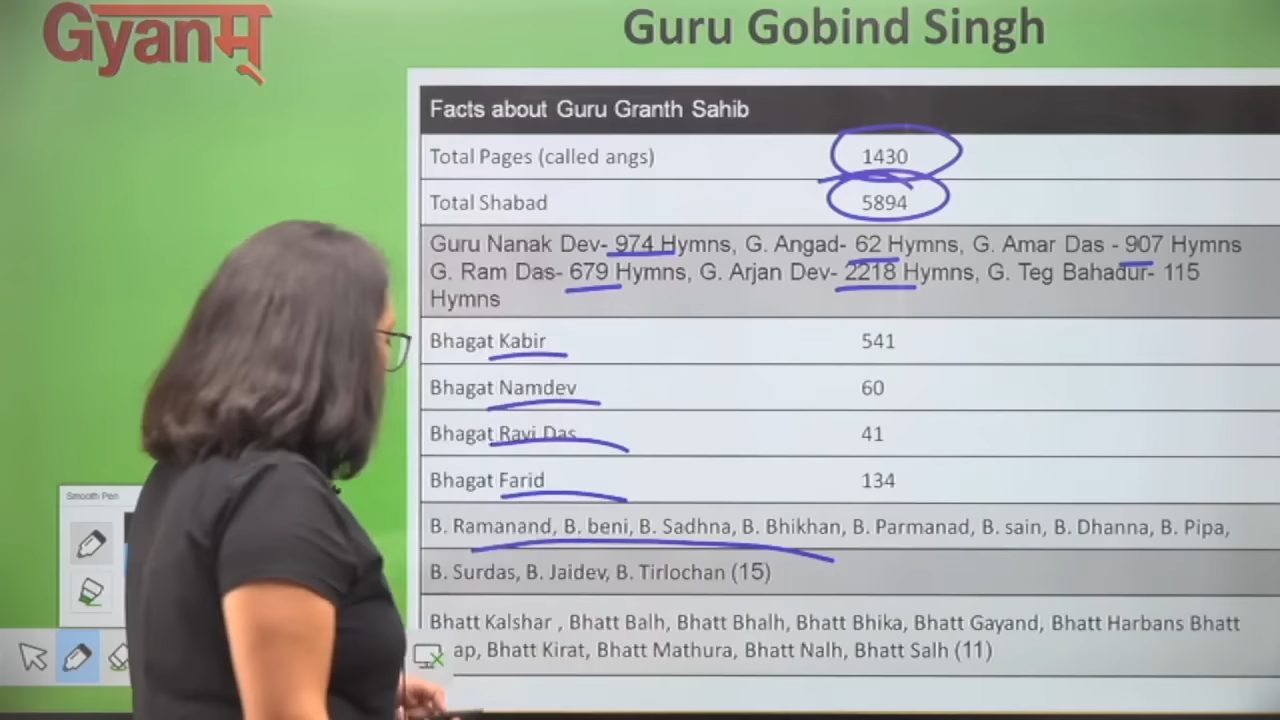 Gyanम्
Guru Gobind Singh
Facts about Guru Granth Sahib
Total Pages (called angs) 1430
Total Shabad 5894
Guru Nanak Dev- 974 Hymns, G. Angad- 62 Hymns, G. Amar Das - 907 Hymns
G. Ram Das- 679 Hymns, G. Arjan Dev- 2218 Hymns, G. Teg Bahadur- 115
Hymns
Bhagat Kabir 541
Bhagat Namdev 60
Bhagat Ravi Das 41
Bhagat Farid 134
B. Ramanand, B. beni, B. Sadhna, B. Bhikhan, B. Parmanad, B. sain, B. Dhanna, B. Pipa,
B. Surdas, B. Jaidev, B. Tirlochan (15)
Bhatt Kalshar , Bhatt Balh, Bhatt Bhalh, Bhatt Bhika, Bhatt Gayand, Bhatt Harbans Bhatt
ap, Bhatt Kirat, Bhatt Mathura, Bhatt Nalh, Bhatt Salh (11)
Smooth Pen